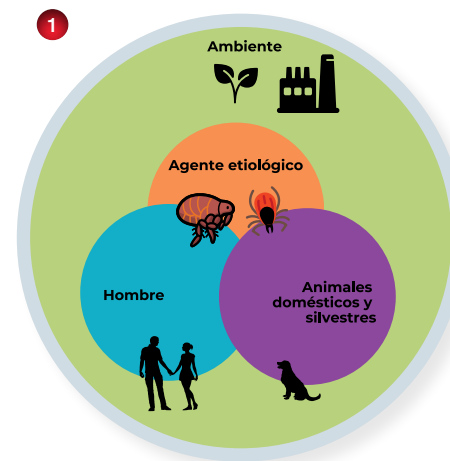 1
Ambiente
Agente etiológico
Hombre
Animales
domésticos y
silvestres